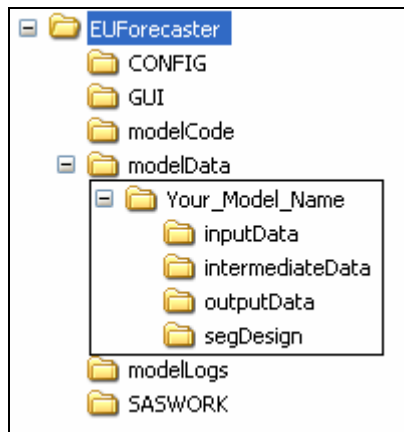 EUForecaster
CONFIG
GUI
modelCode
modelData
Your_Model_Name
inputData
intermediateData
outputData
segDesign
modelLogs
SASWORK